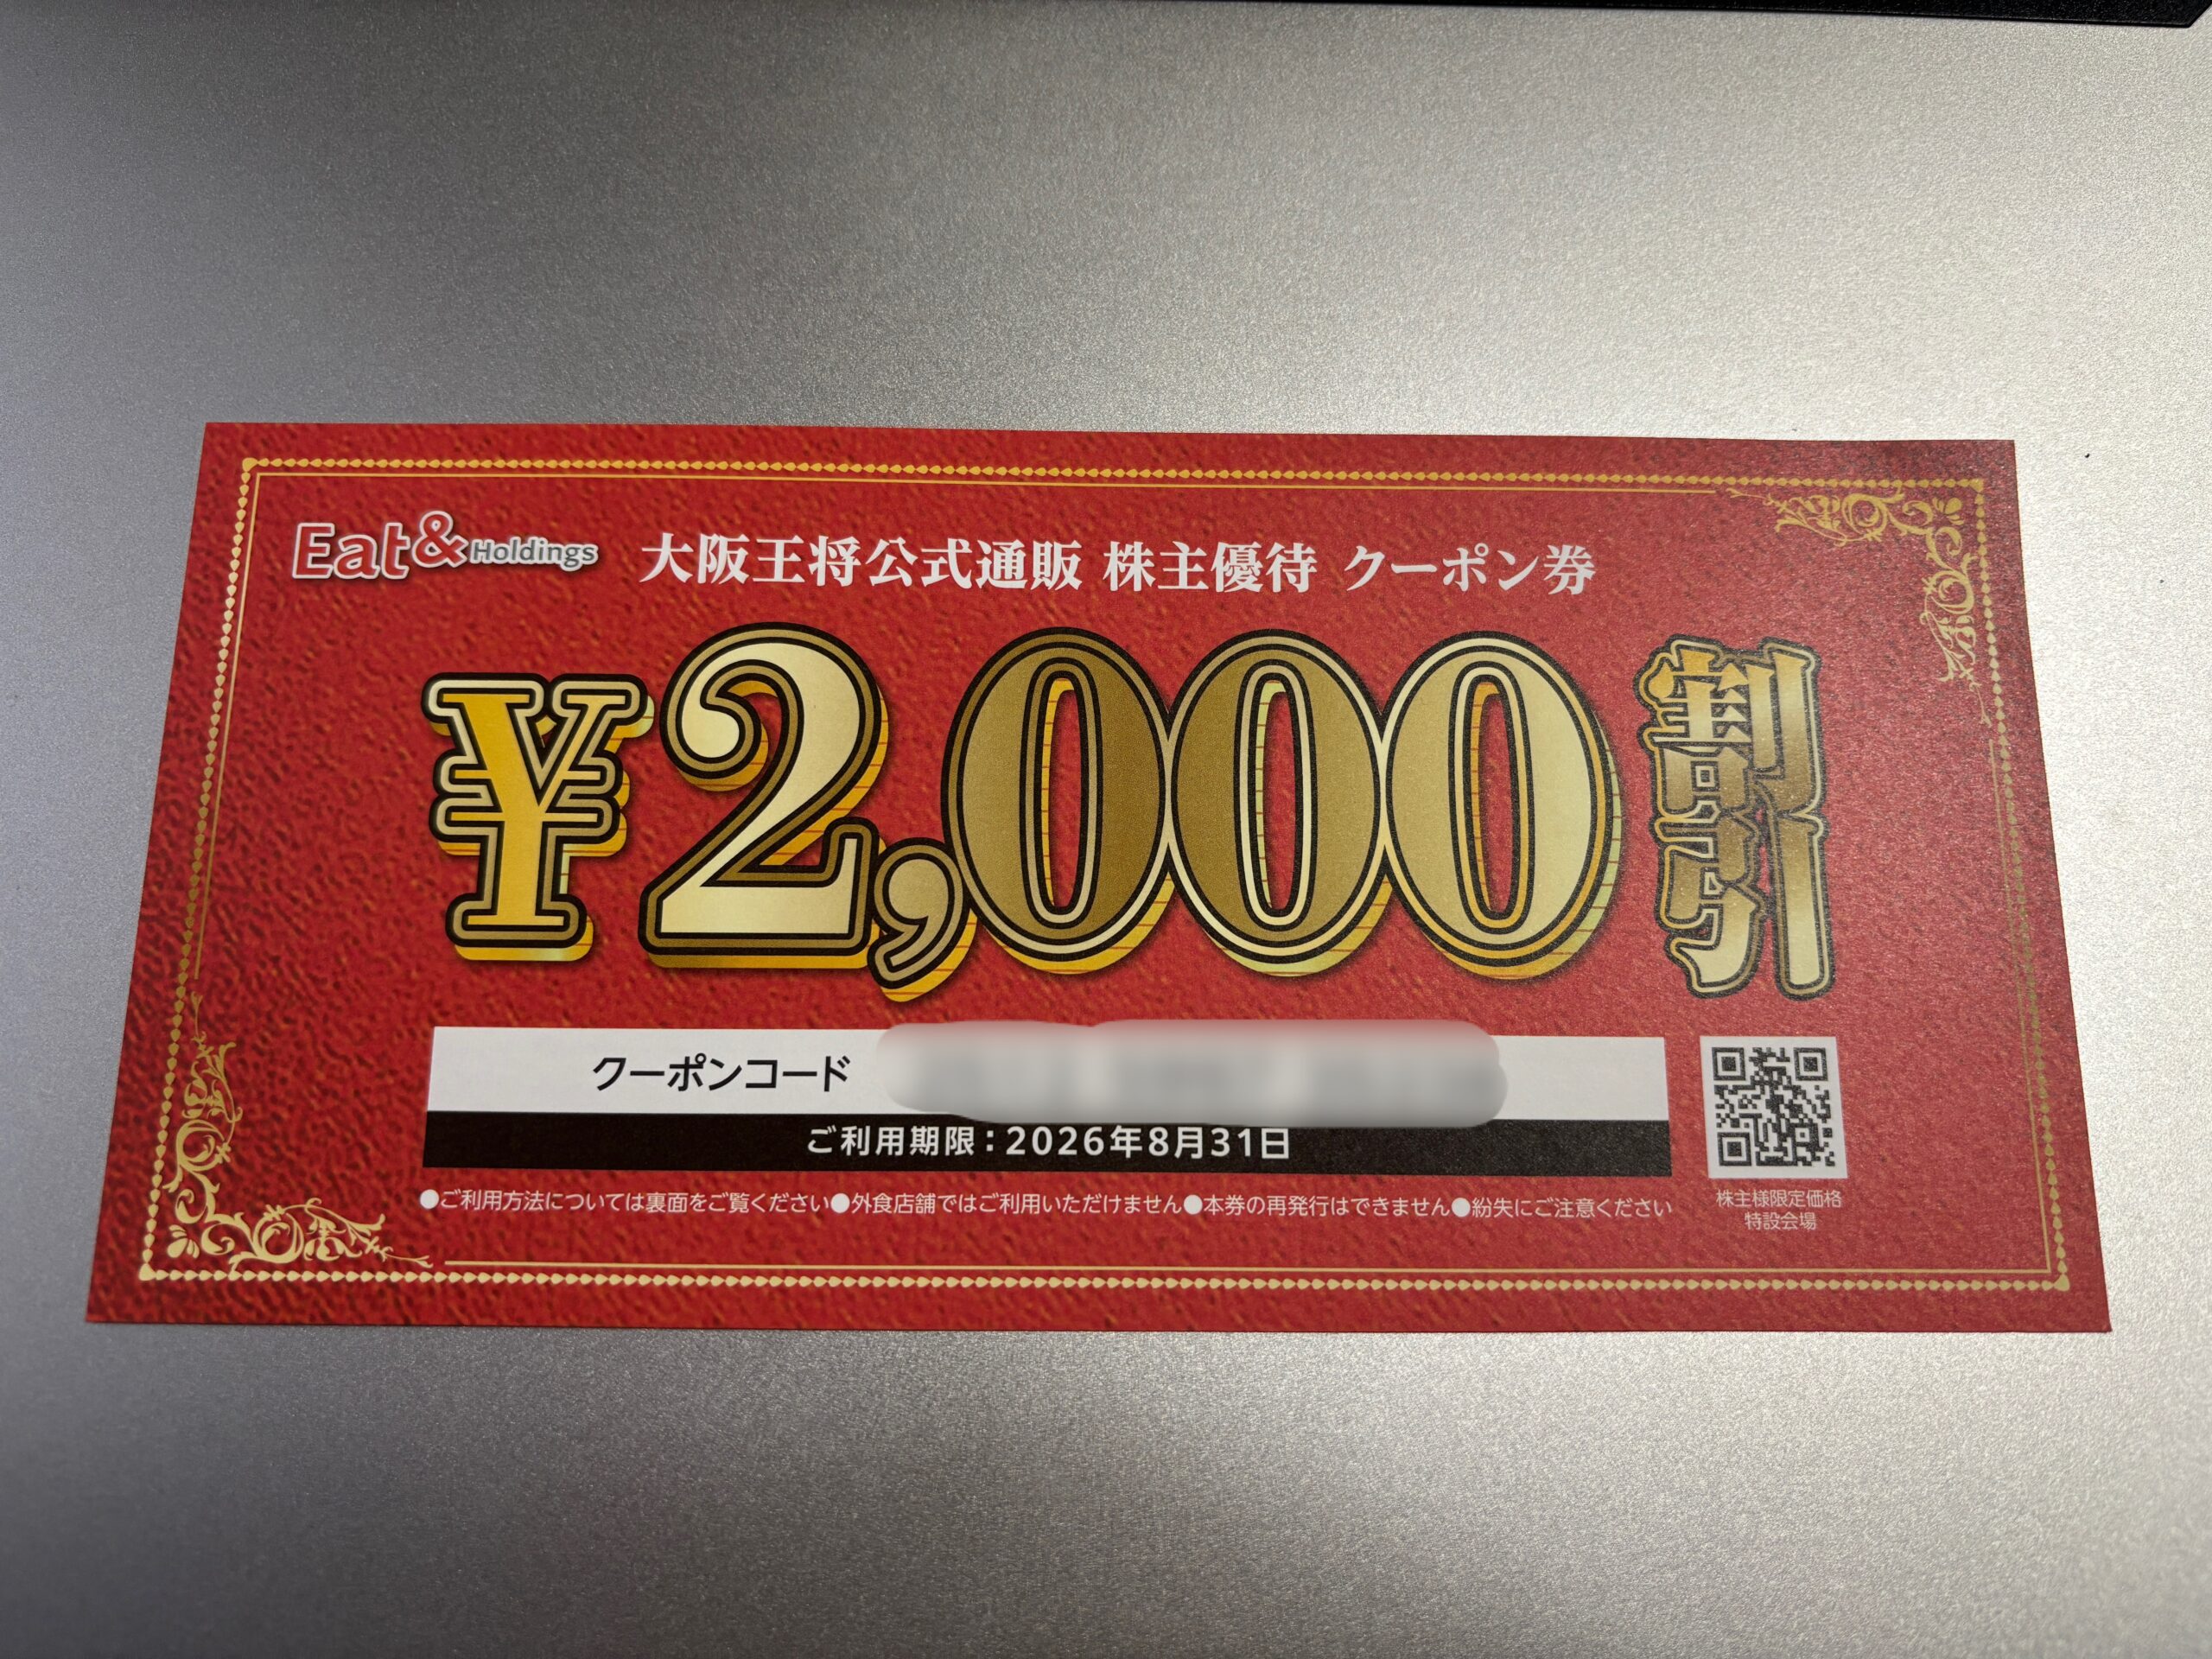 Eat&Holdings 大阪王将公式通販 株主優待 クーポン券
¥2,000割引
クーポンコード
ご利用期限：2026年8月31日
●ご利用方法については裏面をご覧ください●外食店舗ではご利用いただけません●本券の再発行はできません●紛失にご注意ください
株主様限定価格
特設会場